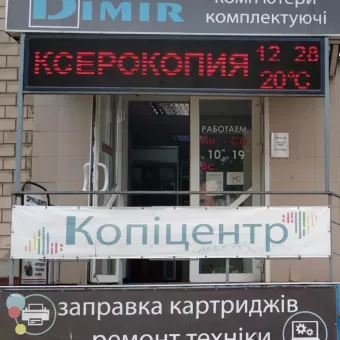 DIMIR
комп'ютери
комплектуючі
КСЕРОКОПИЯ
12 28
20°C
РАБОТАЕМ
10 19
Копіцентр
заправка картриджів
ремонт техніки